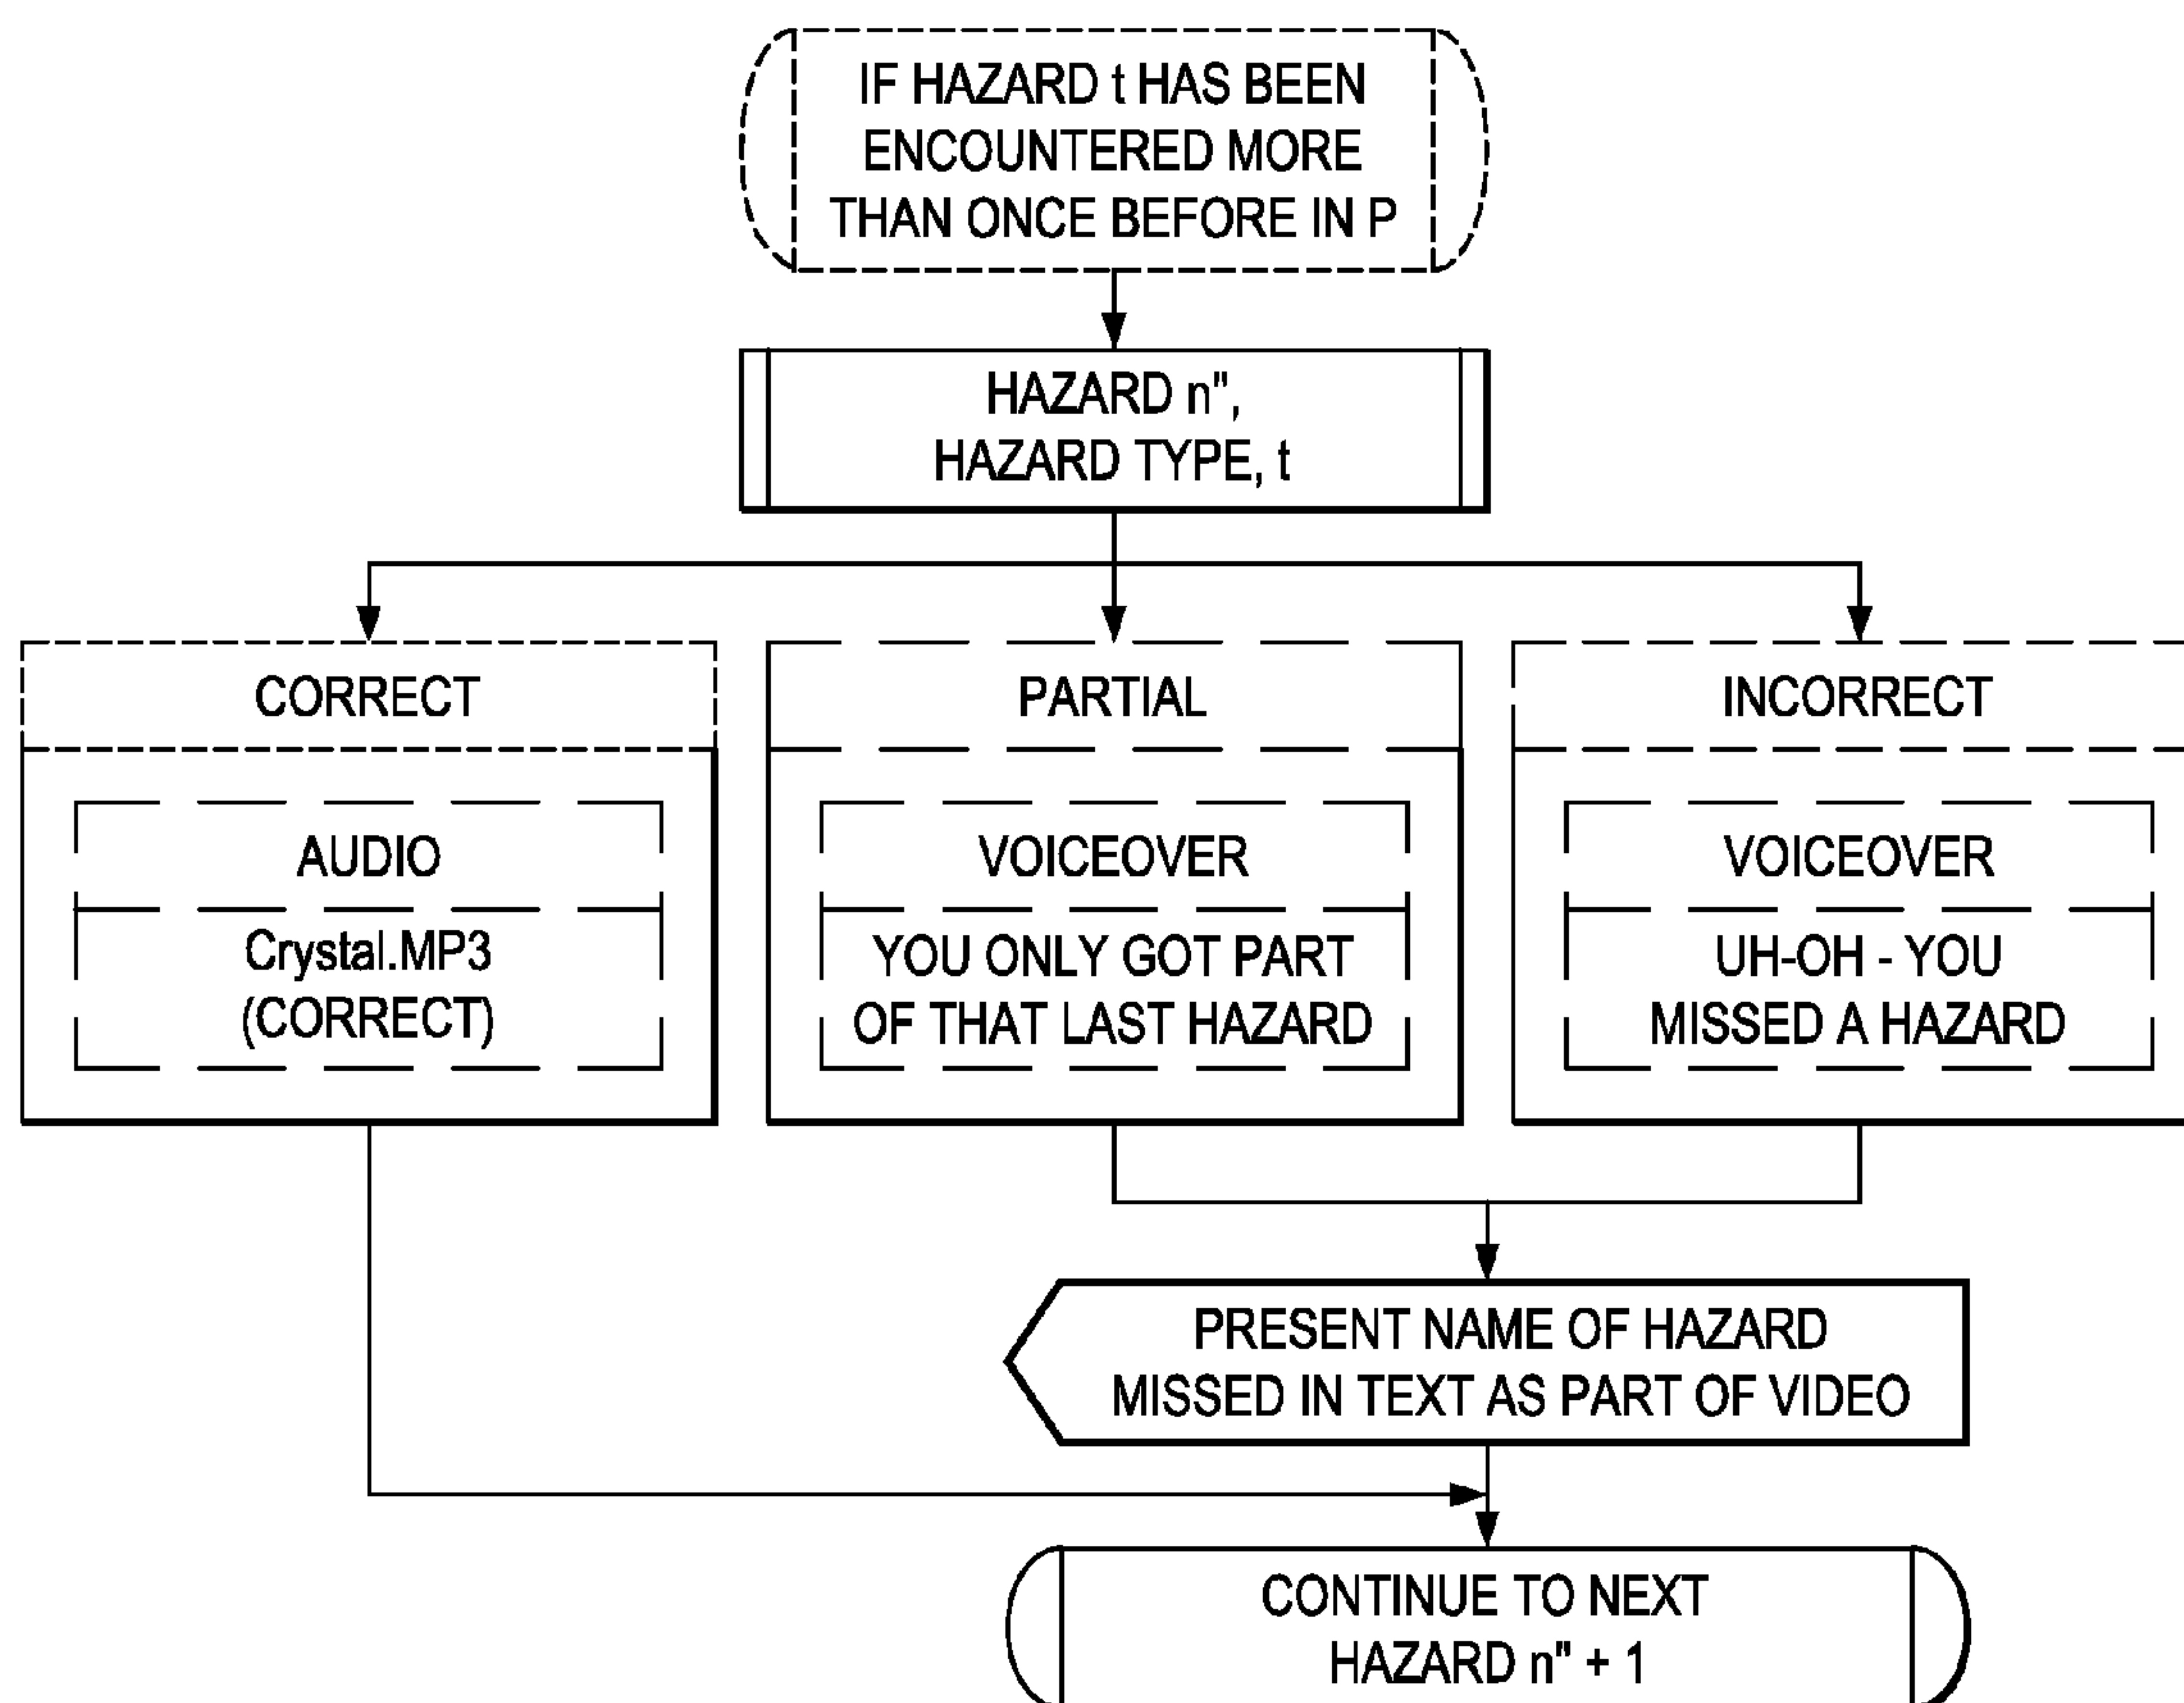 IF HAZARD t HAS BEEN
ENCOUNTERED MORE
THAN ONCE BEFORE IN P
HAZARD n",
HAZARD TYPE, t
CORRECT
AUDIO
Crystal.MP3
(CORRECT)
PARTIAL
VOICEOVER
YOU ONLY GOT PART
OF THAT LAST HAZARD
INCORRECT
VOICEOVER
UH-OH - YOU
MISSED A HAZARD
PRESENT NAME OF HAZARD
MISSED IN TEXT AS PART OF VIDEO
CONTINUE TO NEXT
HAZARD n" + 1